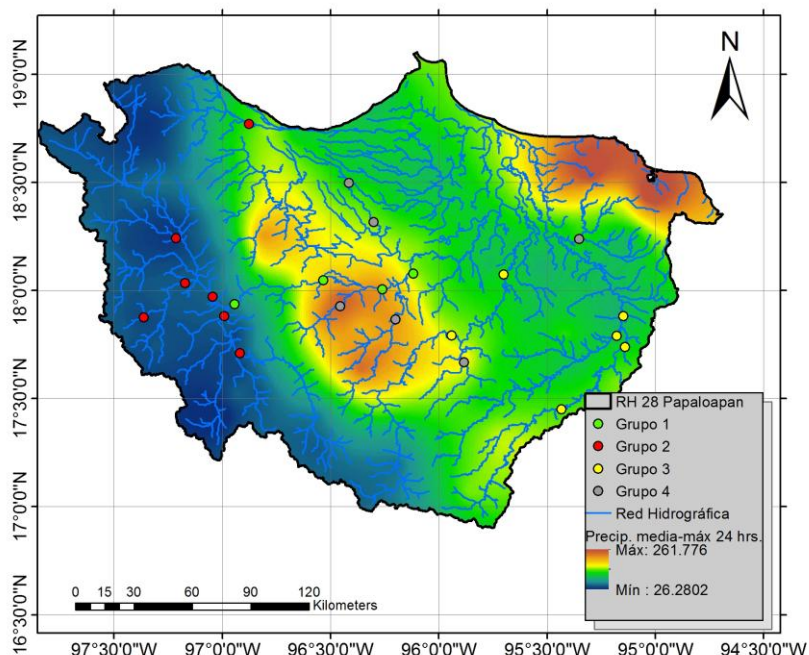 N
19°0'0"N
18°30'0"N
18°0'0"N
17°30'0"N
17°0'0"N
16°30'0"N
RH 28 Papaloapan
Grupo 1
Grupo 2
Grupo 3
Grupo 4
Red Hidrográfica
Precip. media-máx 24 hrs.
Máx: 261.776
Mín : 26.2802
0 15 30 60 90 120
Kilometers
97°30'0"W 97°0'0"W 96°30'0"W 96°0'0"W 95°30'0"W 95°0'0"W 94°30'0"W